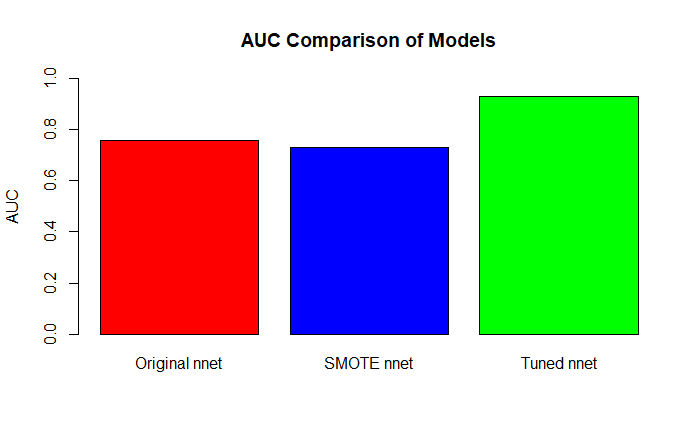 AUC Comparison of Models
AUC
1.0
0.8
0.6
0.4
0.2
0.0
Original nnet
SMOTE nnet
Tuned nnet